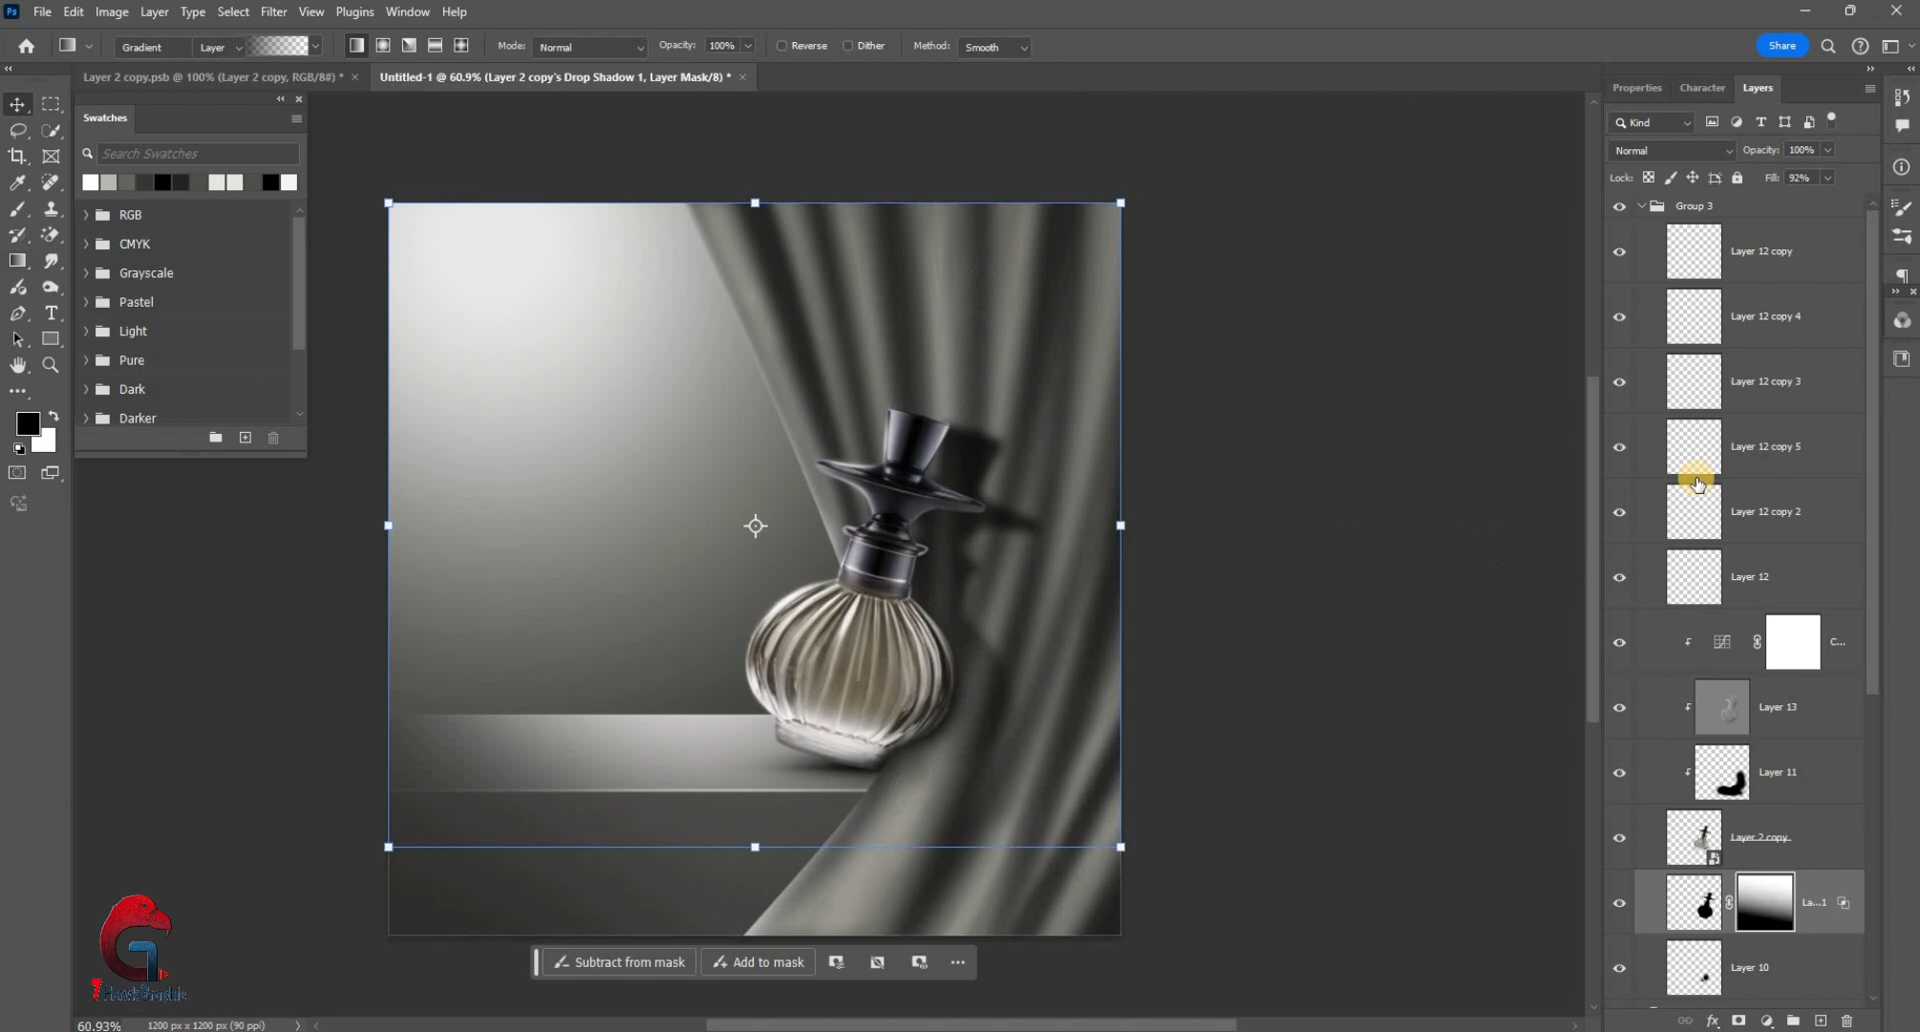 Ps File Edit Image Layer Type Select Filter View Plugins Window Help
Gradient Layer Mode: Normal Opacity: 100% Reverse Dither Method: Smooth Share
Layer 2 copy.psb @ 100% (Layer 2 copy, RGB/8#) * Untitled-1 @ 60.9% (Layer 2 copy's Drop Shadow 1, Layer Mask/8) *
Swatches
Search Swatches
RGB
CMYK
Grayscale
Pastel
Light
Pure
Dark
Darker
Properties Character Layers
Kind
Normal Opacity: 100%
Lock: Fill: 92%
Group 3
Layer 12 copy
Layer 12 copy 4
Layer 12 copy 3
Layer 12 copy 5
Layer 12 copy 2
Layer 12
C...
Layer 13
Layer 11
Layer 2 copy
La...1
Layer 10
Subtract from mask Add to mask
60.93% 1200 px x 1200 px (90 ppi)